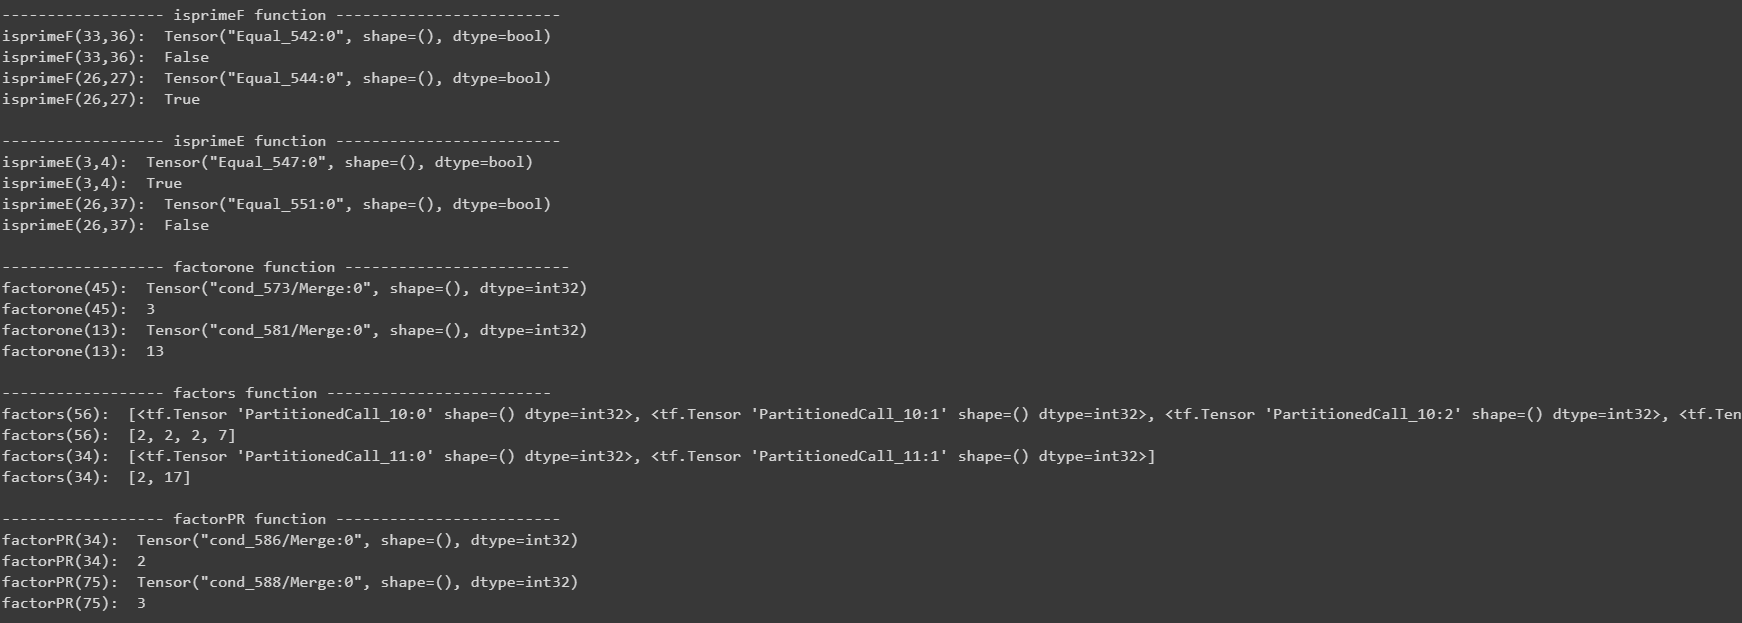 ------------------ isprimeF function -------------------------
isprimeF(33,36):  Tensor("Equal_542:0", shape=(), dtype=bool)
isprimeF(33,36):  False
isprimeF(26,27):  Tensor("Equal_544:0", shape=(), dtype=bool)
isprimeF(26,27):  True
------------------ isprimeE function -------------------------
isprimeE(3,4):  Tensor("Equal_547:0", shape=(), dtype=bool)
isprimeE(3,4):  True
isprimeE(26,37):  Tensor("Equal_551:0", shape=(), dtype=bool)
isprimeE(26,37):  False
------------------ factorone function -------------------------
factorone(45):  Tensor("cond_573/Merge:0", shape=(), dtype=int32)
factorone(45):  3
factorone(13):  Tensor("cond_581/Merge:0", shape=(), dtype=int32)
factorone(13):  13
------------------ factors function -------------------------
factors(56):  [<tf.Tensor 'PartitionedCall_10:0' shape=() dtype=int32>, <tf.Tensor 'PartitionedCall_10:1' shape=() dtype=int32>, <tf.Tensor 'PartitionedCall_10:2' shape=() dtype=int32>, <tf.Ten
factors(56):  [2, 2, 2, 7]
factors(34):  [<tf.Tensor 'PartitionedCall_11:0' shape=() dtype=int32>, <tf.Tensor 'PartitionedCall_11:1' shape=() dtype=int32>]
factors(34):  [2, 17]
------------------ factorPR function -------------------------
factorPR(34):  Tensor("cond_586/Merge:0", shape=(), dtype=int32)
factorPR(34):  2
factorPR(75):  Tensor("cond_588/Merge:0", shape=(), dtype=int32)
factorPR(75):  3